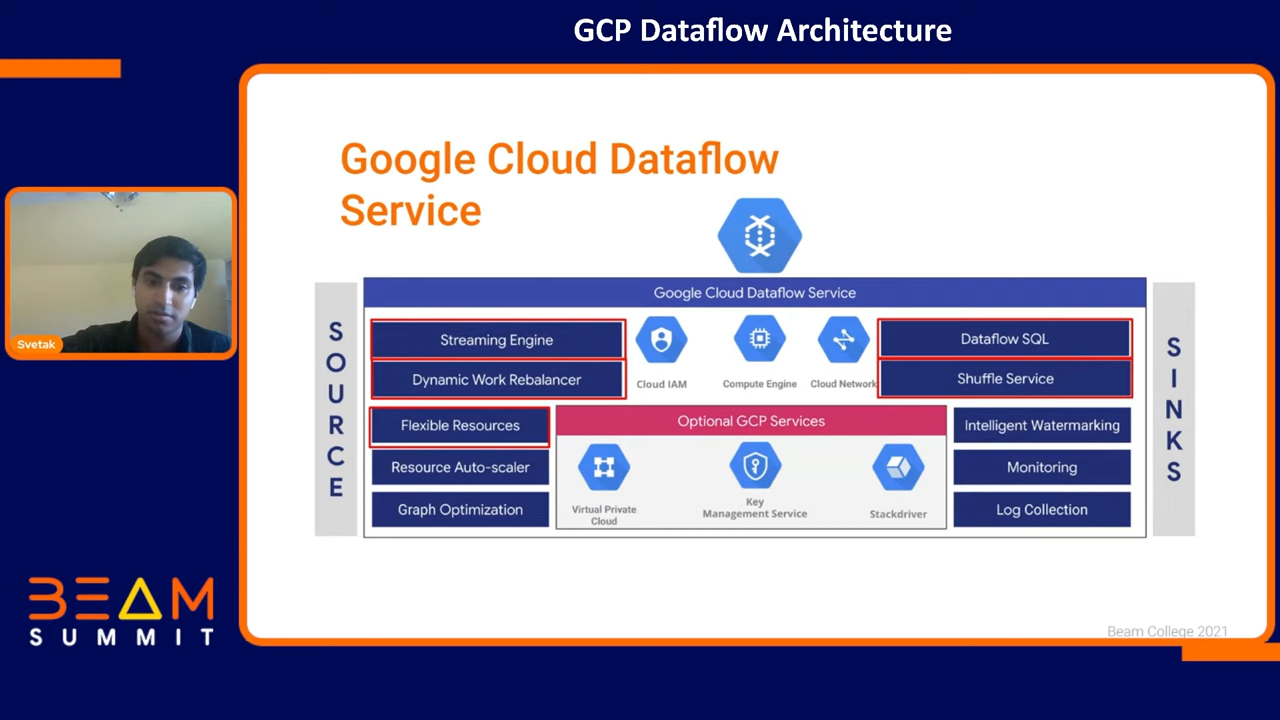 GCP Dataflow Architecture
Google Cloud Dataflow
Service
Google Cloud Dataflow Service
SOURCE
Streaming Engine
Dynamic Work Rebalancer
Flexible Resources
Resource Auto-scaler
Graph Optimization
Cloud IAM
Compute Engine
Cloud Network
Optional GCP Services
Virtual Private
Cloud
Key
Management Service
Stackdriver
Dataflow SQL
Shuffle Service
Intelligent Watermarking
Monitoring
Log Collection
SINKS
Svetak
BEAM
SUMMIT
Beam College 2021